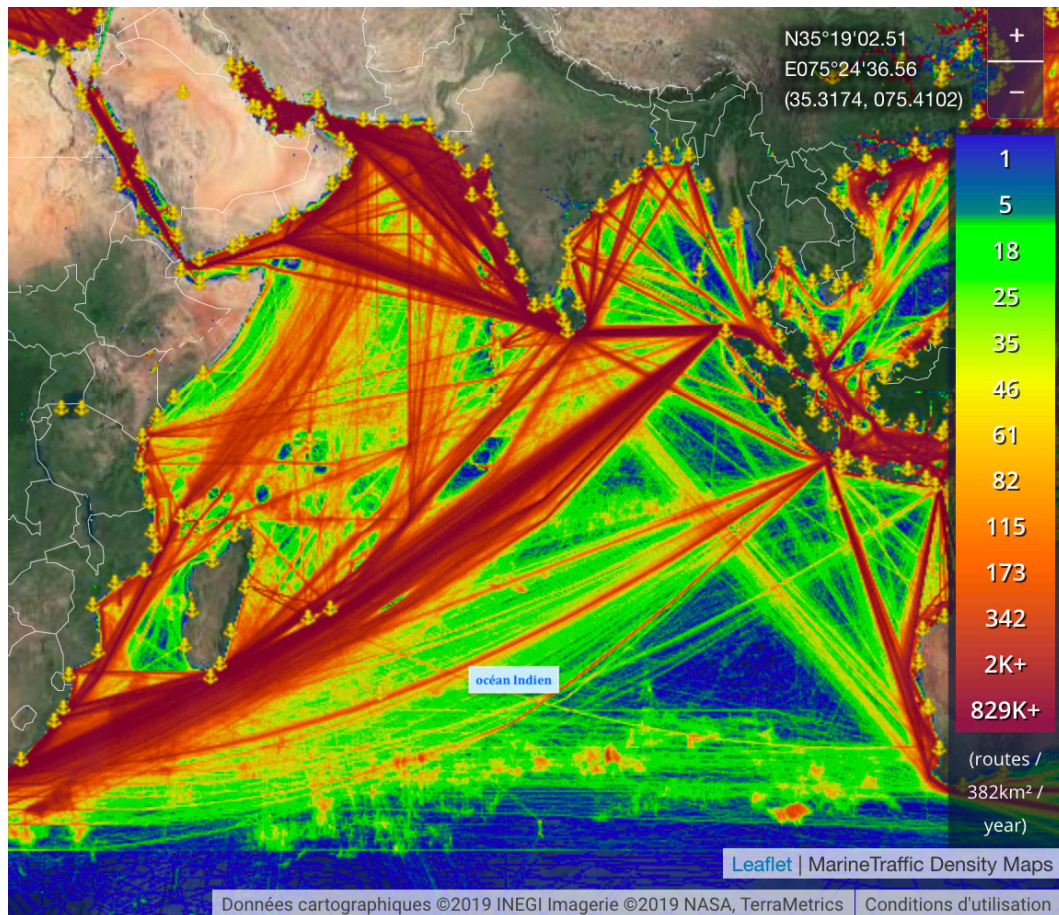 N35°19'02.51
E075°24'36.56
(35.3174, 075.4102)
+
−
1
5
18
25
35
46
61
82
115
173
342
2K+
829K+
(routes /
382km² /
year)
océan Indien
Leaflet | MarineTraffic Density Maps
Données cartographiques ©2019 INEGI Imagerie ©2019 NASA, TerraMetrics
Conditions d'utilisation